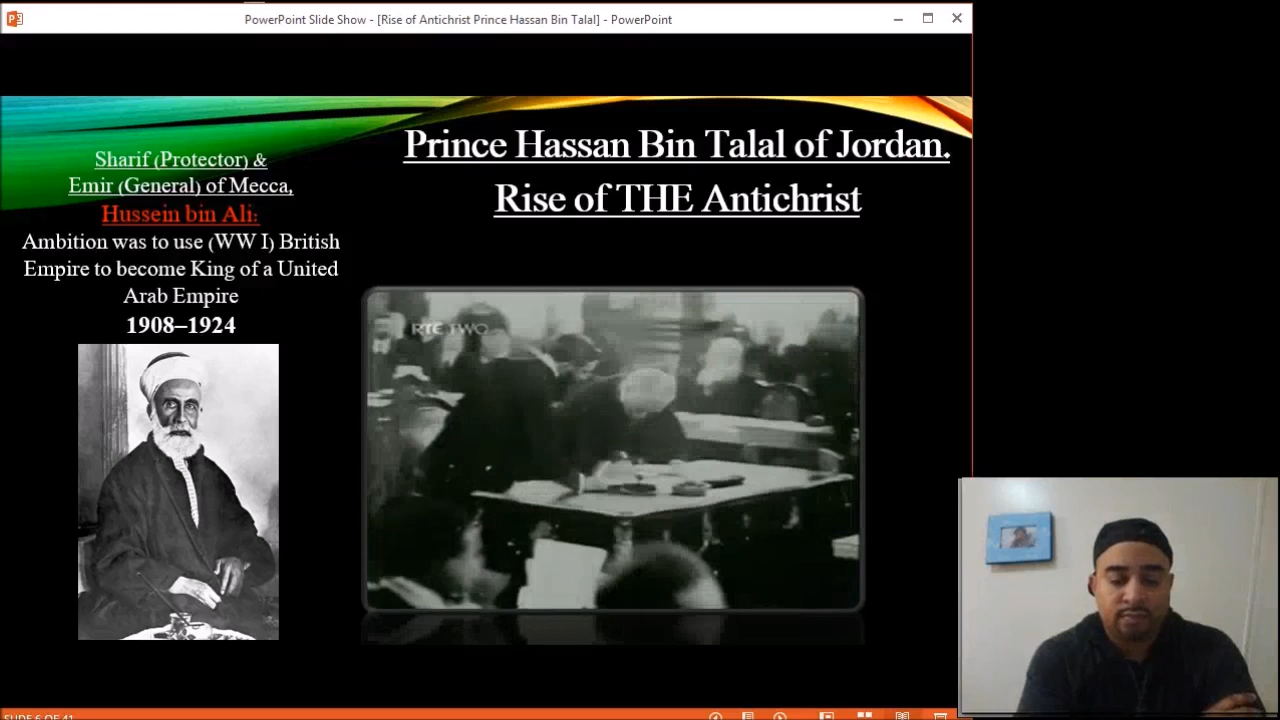 PowerPoint Slide Show - [Rise of Antichrist Prince Hassan Bin Talal] - PowerPoint
Prince Hassan Bin Talal of Jordan.
Rise of THE Antichrist
Sharif (Protector) &
Emir (General) of Mecca,
Hussein bin Ali:
Ambition was to use (WW I) British
Empire to become King of a United
Arab Empire
1908–1924
RTE TWO
SLIDE 6 OF 41